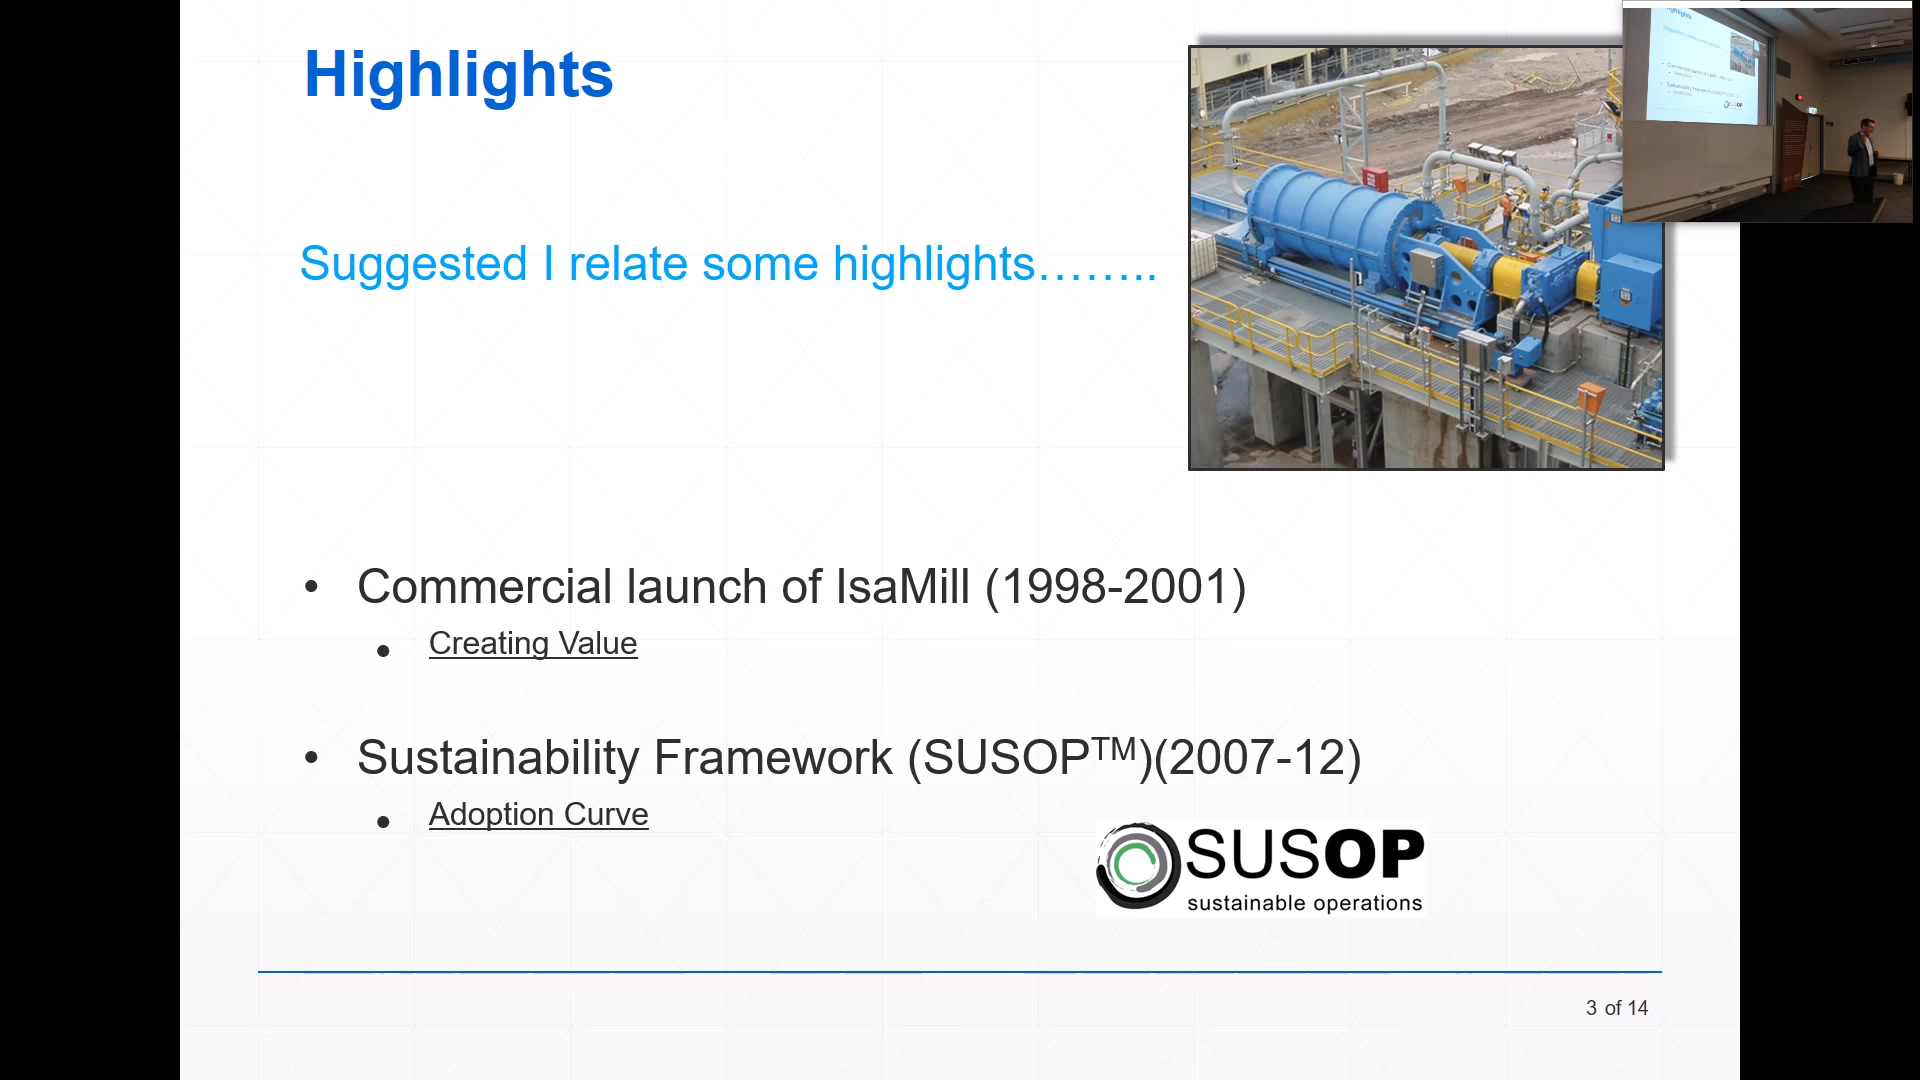 Highlights
Suggested I relate some highlights……..
• Commercial launch of IsaMill (1998-2001)
• Creating Value
• Sustainability Framework (SUSOP™)(2007-12)
• Adoption Curve
SUSOP
sustainable operations
3 of 14